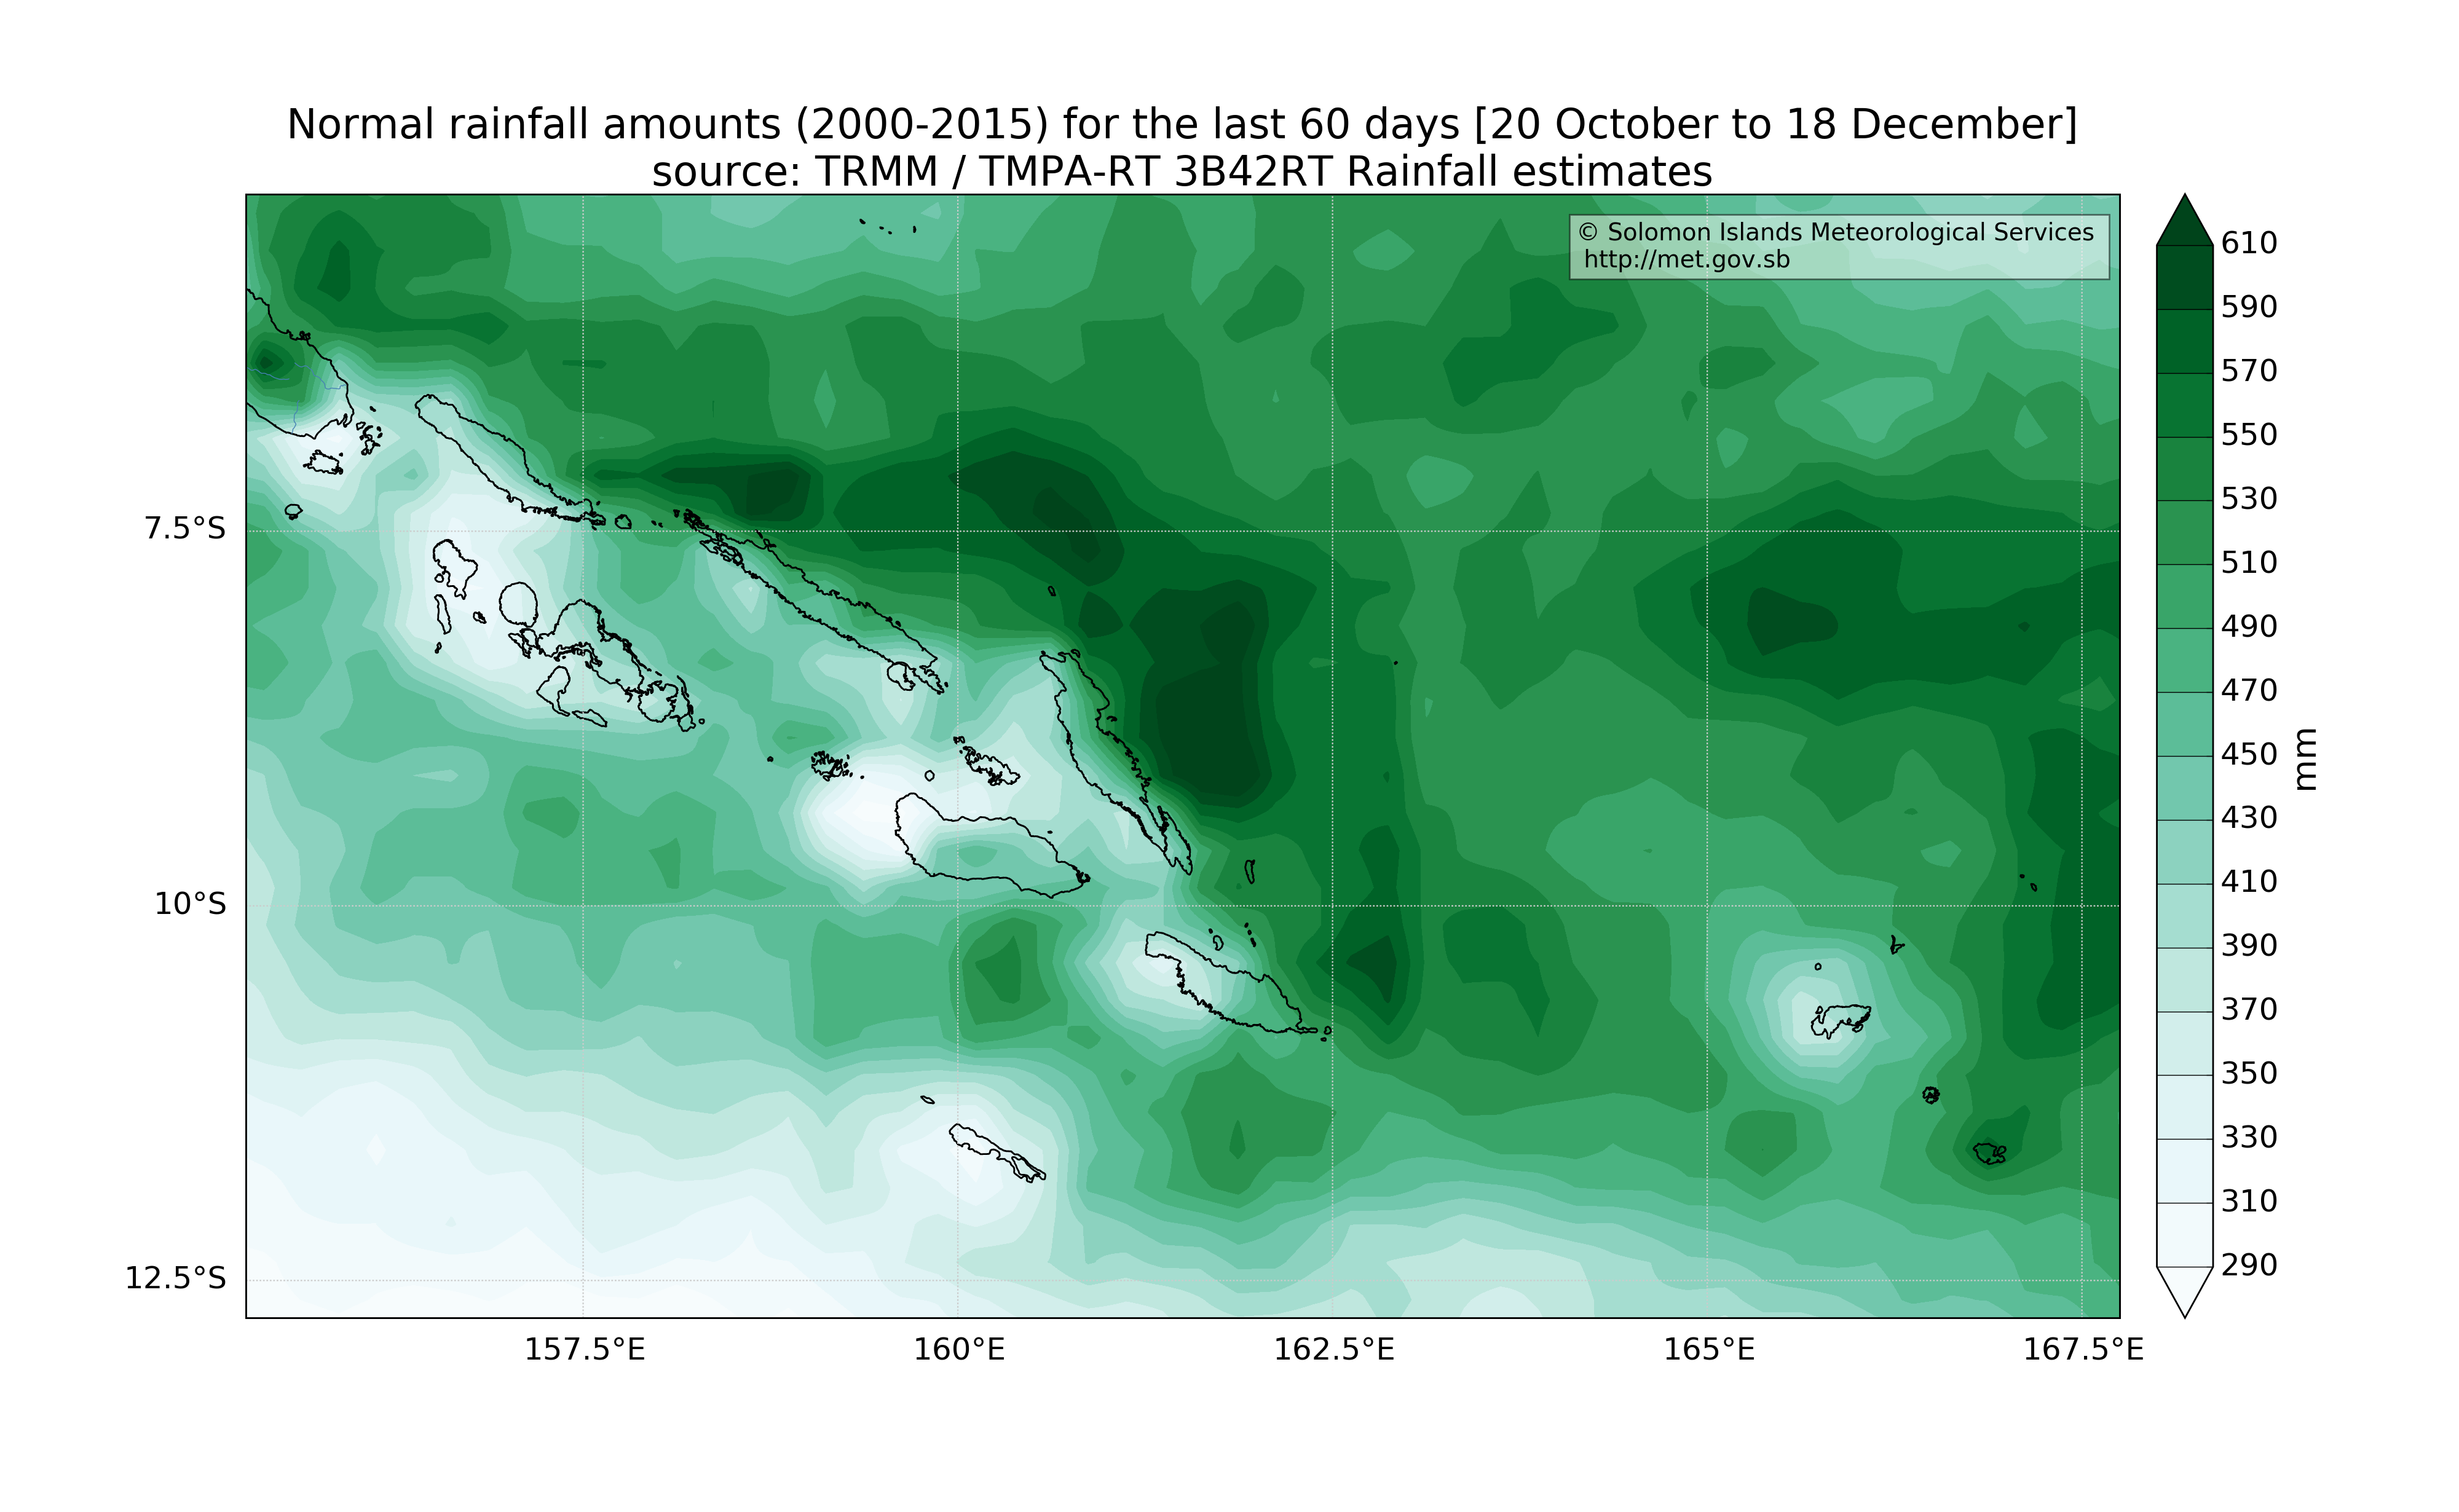 Normal rainfall amounts (2000-2015) for the last 60 days [20 October to 18 December]
source: TRMM / TMPA-RT 3B42RT Rainfall estimates
© Solomon Islands Meteorological Services
http://met.gov.sb
7.5°S
10°S
12.5°S
157.5°E
160°E
162.5°E
165°E
167.5°E
610
590
570
550
530
510
490
470
450
430
410
390
370
350
330
310
290
mm